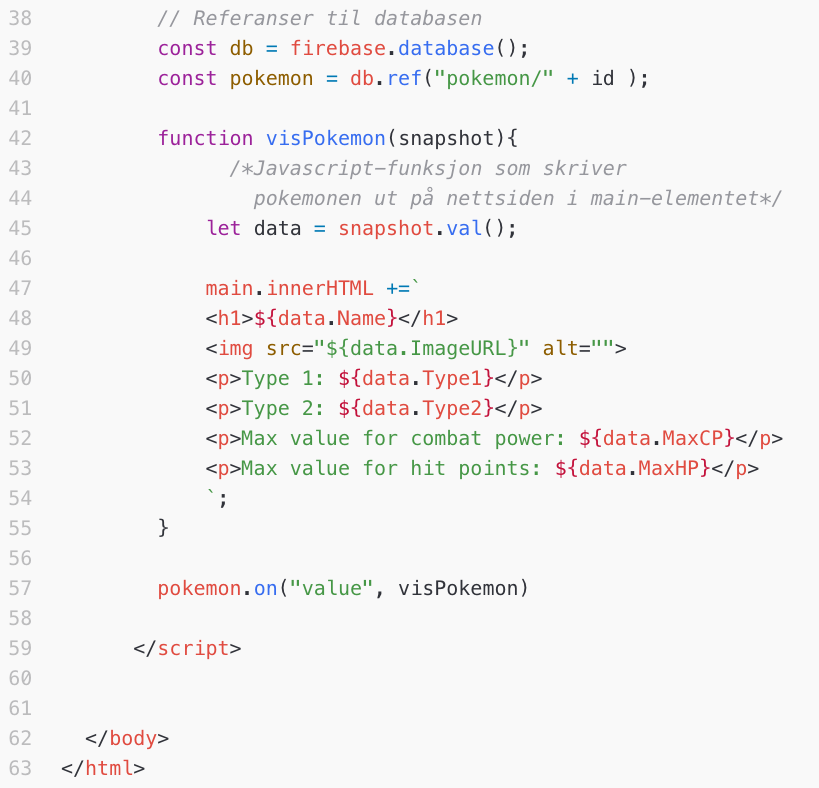 38 // Referanser til databasen
39 const db = firebase.database();
40 const pokemon = db.ref("pokemon/" + id );
41
42 function visPokemon(snapshot){
43 /*Javascript-funksjon som skriver
44 pokemonen ut på nettsiden i main-elementet*/
45 let data = snapshot.val();
46
47 main.innerHTML +=`
48 <h1>${data.Name}</h1>
49 <img src="${data.ImageURL}" alt="">
50 <p>Type 1: ${data.Type1}</p>
51 <p>Type 2: ${data.Type2}</p>
52 <p>Max value for combat power: ${data.MaxCP}</p>
53 <p>Max value for hit points: ${data.MaxHP}</p>
54 `;
55 }
56
57 pokemon.on("value", visPokemon)
58
59 </script>
60
61
62 </body>
63 </html>